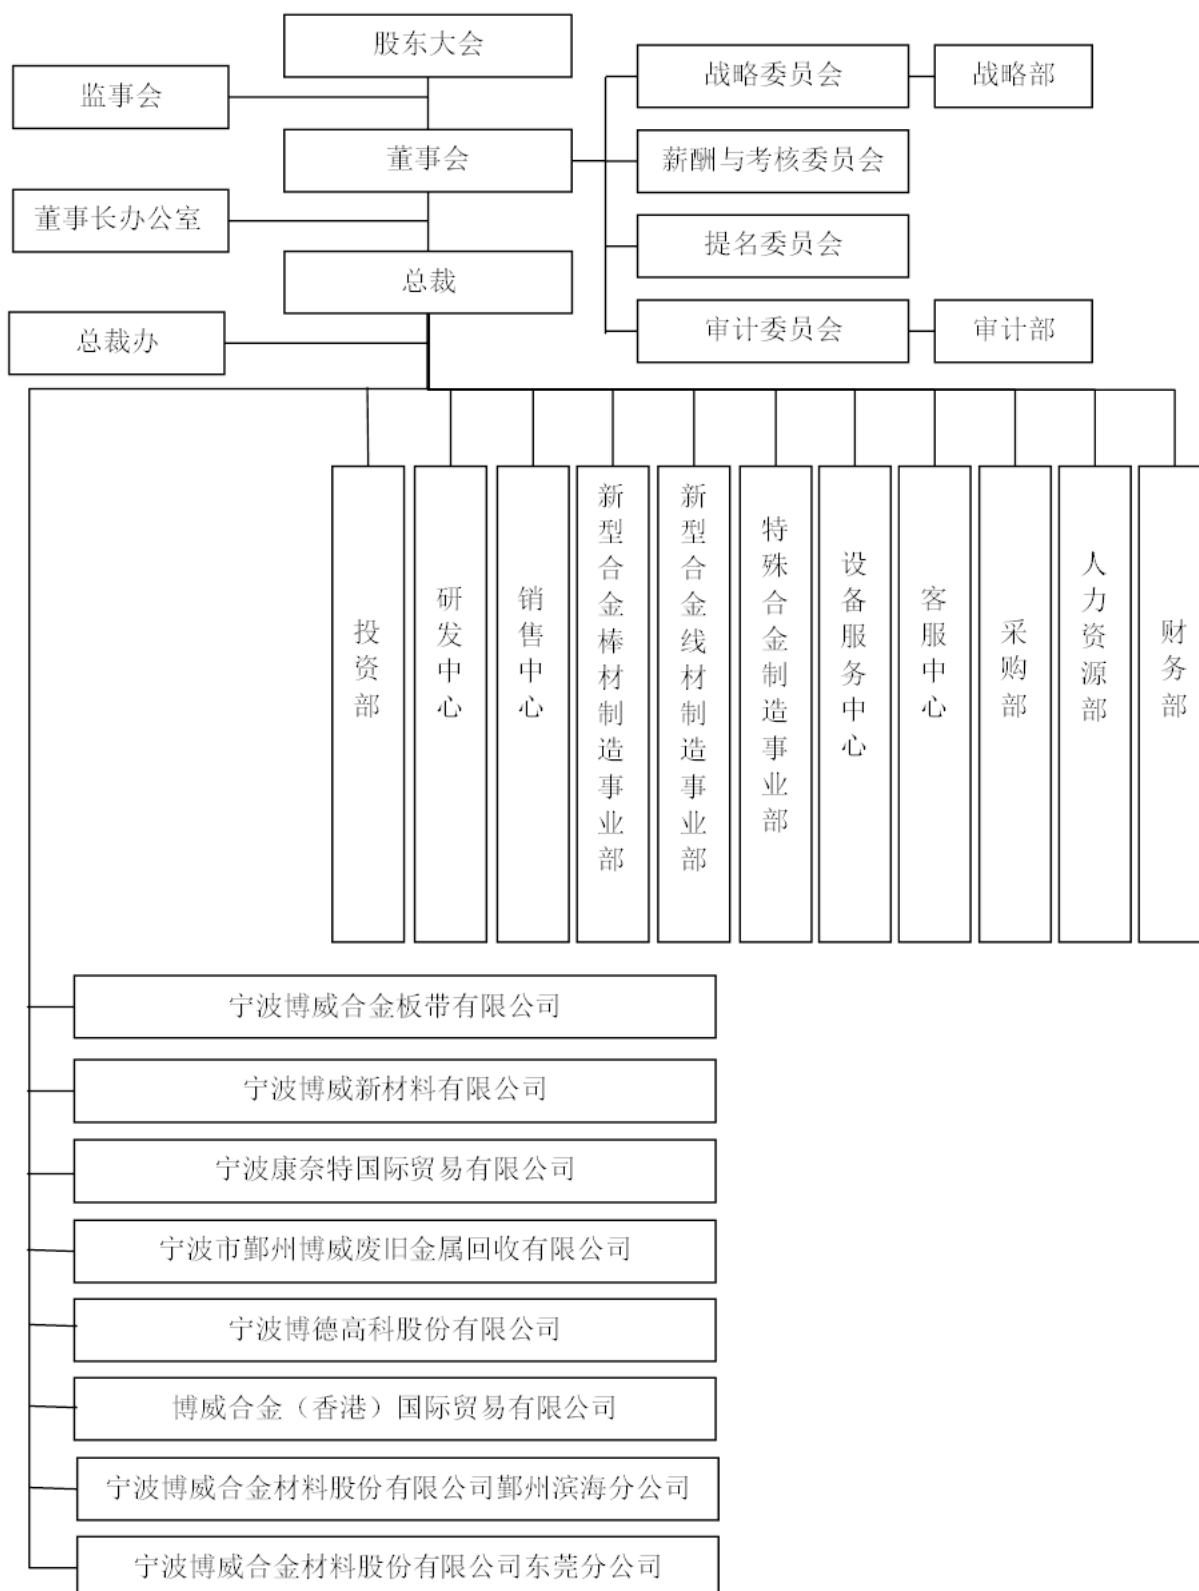 股东大会
监事会
战略委员会
战略部
董事会
薪酬与考核委员会
董事长办公室
提名委员会
总裁
总裁办
审计委员会
审计部
投资部
研发中心
销售中心
新型合金棒材制造事业部
新型合金线材制造事业部
特殊合金制造事业部
设备服务中心
客服中心
采购部
人力资源部
财务部
宁波博威合金板带有限公司
宁波博威新材料有限公司
宁波康奈特国际贸易有限公司
宁波市鄞州博威废旧金属回收有限公司
宁波博德高科股份有限公司
博威合金（香港）国际贸易有限公司
宁波博威合金材料股份有限公司鄞州滨海分公司
宁波博威合金材料股份有限公司东莞分公司